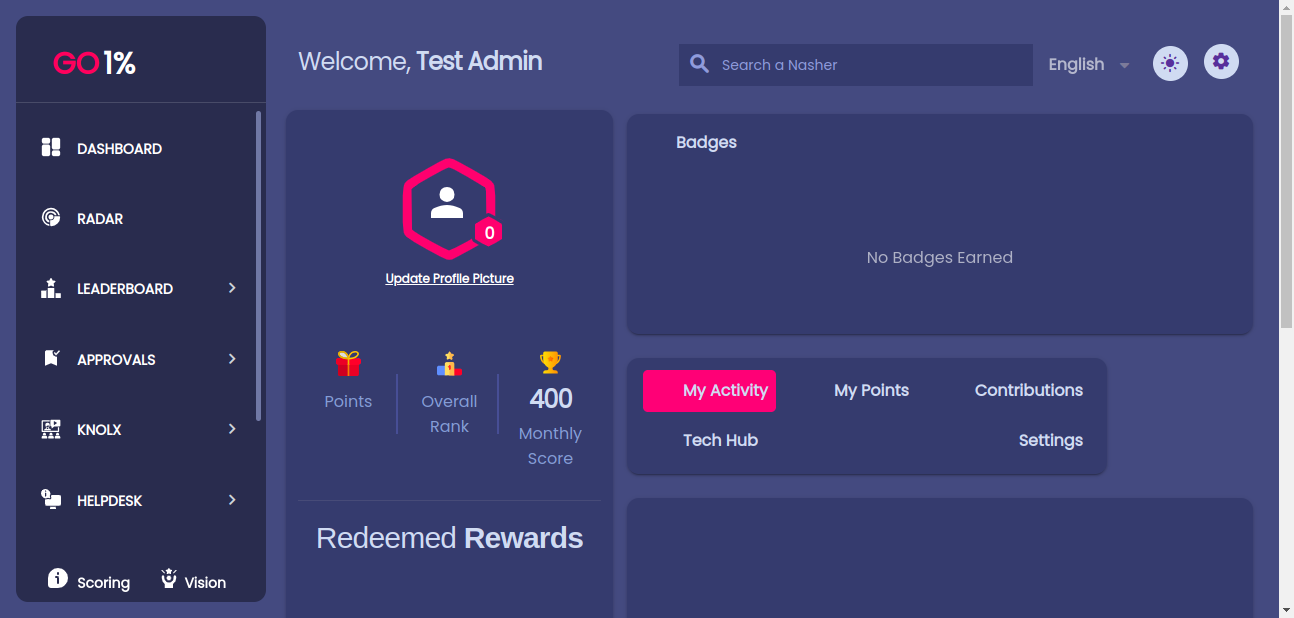 GO 1%
DASHBOARD
RADAR
LEADERBOARD
APPROVALS
KNOLX
HELPDESK
Scoring
Vision
Welcome, Test Admin
Search a Nasher
English
0
Update Profile Picture
Points
Overall
Rank
400
Monthly
Score
Redeemed Rewards
Badges
No Badges Earned
My Activity
My Points
Contributions
Tech Hub
Settings